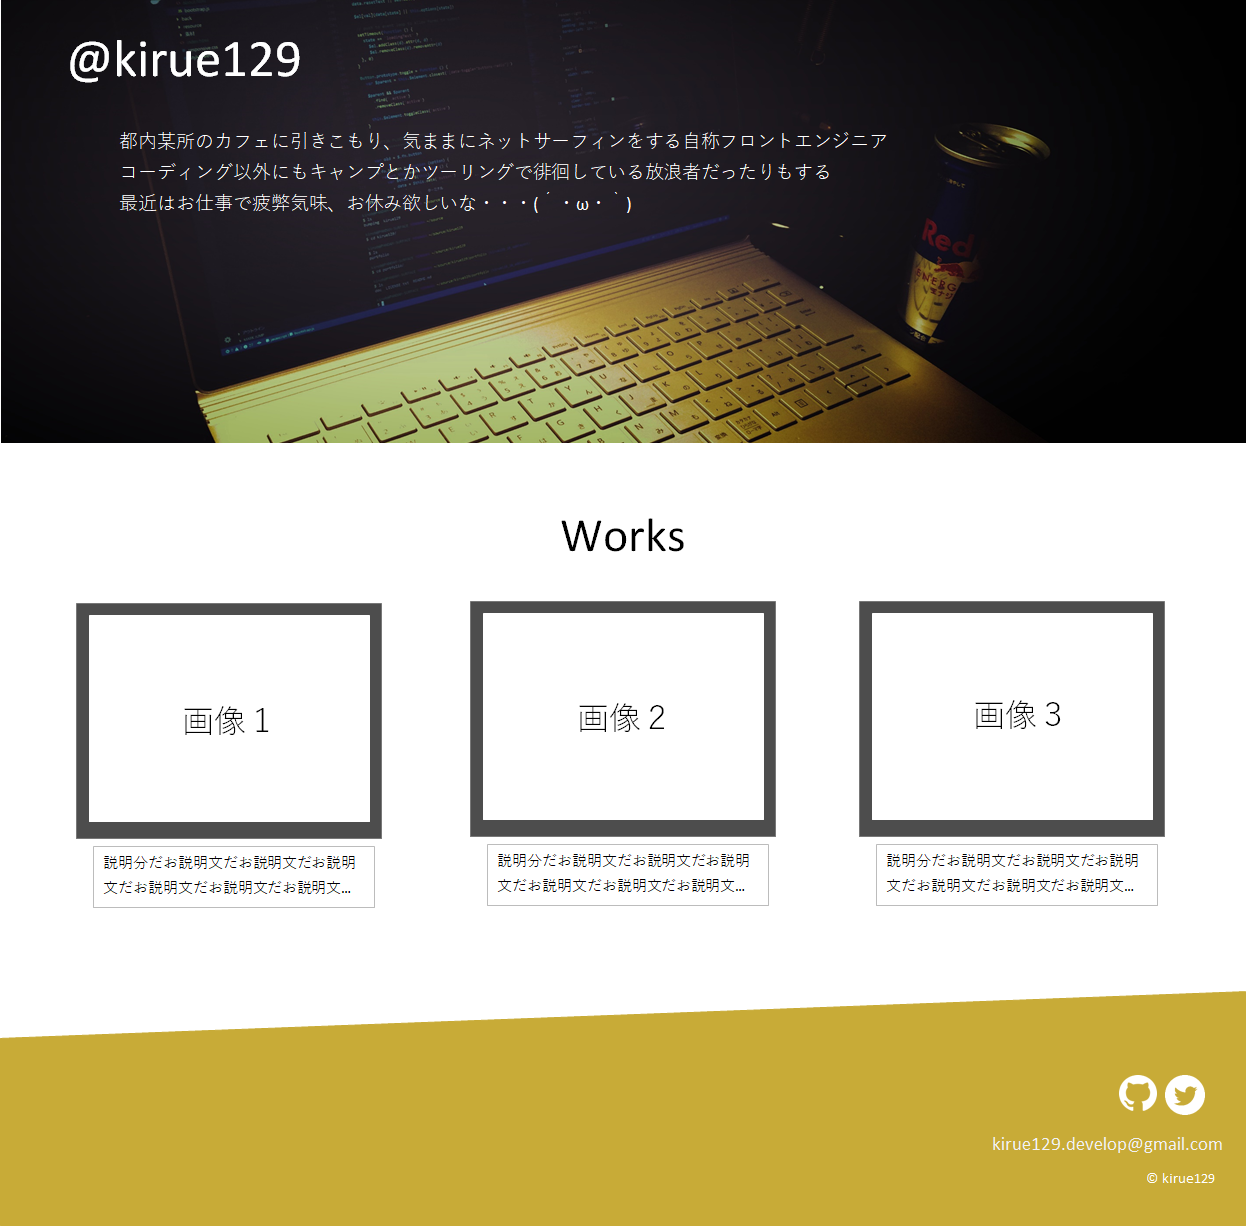 @kirue129
都内某所のカフェに引きこもり、気ままにネットサーフィンをする自称フロントエンジニア
コーディング以外にもキャンプとかツーリングで徘徊している放浪者だったりもする
最近はお仕事で疲弊気味、お休み欲しいな・・・(´・ω・｀)
Red
ENERG
Works
画像 1
画像 2
画像 3
説明分だお説明文だお説明文だお説明
文だお説明文だお説明文だお説明文...
説明分だお説明文だお説明文だお説明
文だお説明文だお説明文だお説明文...
説明分だお説明文だお説明文だお説明
文だお説明文だお説明文だお説明文...
kirue129.develop@gmail.com
© kirue129